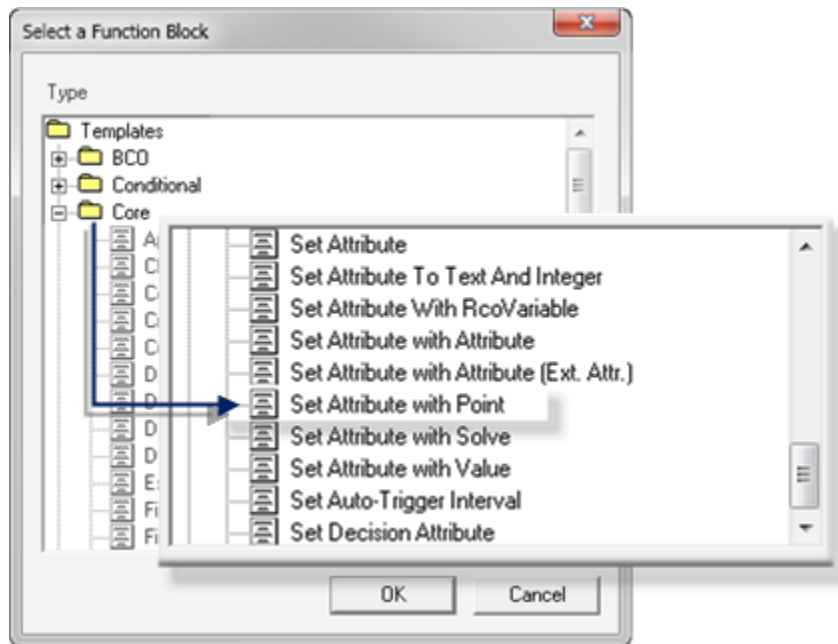 Select a Function Block
Type
Templates
BCO
Conditional
Core
Set Attribute
Set Attribute To Text And Integer
Set Attribute With RcoVariable
Set Attribute with Attribute
Set Attribute with Attribute (Ext. Attr.)
Set Attribute with Point
Set Attribute with Solve
Set Attribute with Value
Set Auto-Trigger Interval
Set Decision Attribute
OK Cancel